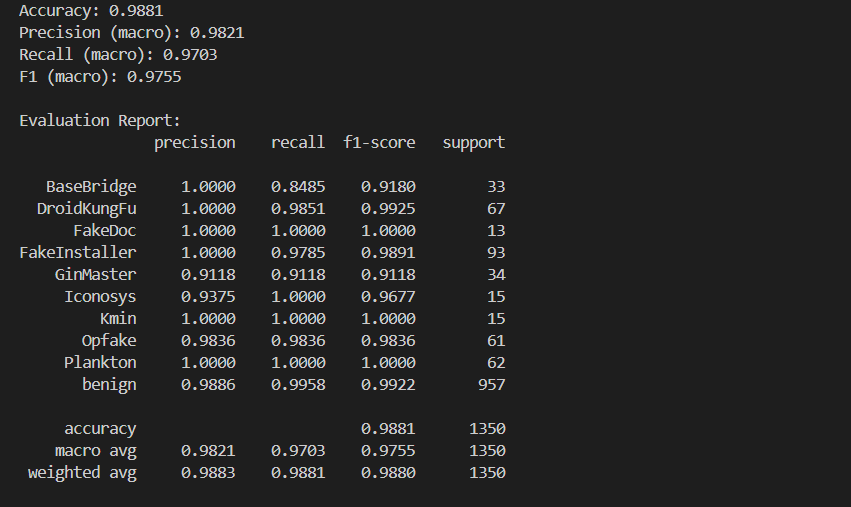 Accuracy: 0.9881
Precision (macro): 0.9821
Recall (macro): 0.9703
F1 (macro): 0.9755
Evaluation Report:
precision recall f1-score support
BaseBridge 1.0000 0.8485 0.9180 33
DroidKungFu 1.0000 0.9851 0.9925 67
FakeDoc 1.0000 1.0000 1.0000 13
FakeInstaller 1.0000 0.9785 0.9891 93
GinMaster 0.9118 0.9118 0.9118 34
Iconosys 0.9375 1.0000 0.9677 15
Kmin 1.0000 1.0000 1.0000 15
Opfake 0.9836 0.9836 0.9836 61
Plankton 1.0000 1.0000 1.0000 62
benign 0.9886 0.9958 0.9922 957
accuracy 0.9881 1350
macro avg 0.9821 0.9703 0.9755 1350
weighted avg 0.9883 0.9881 0.9880 1350